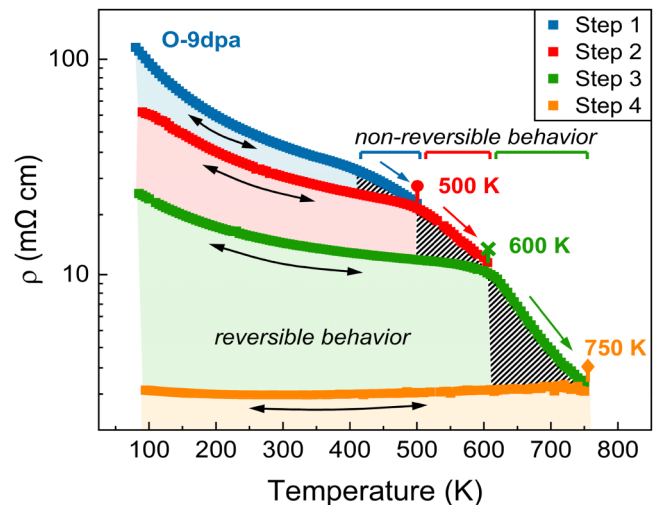 O-9dpa
Step 1
Step 2
Step 3
Step 4
non-reversible behavior
500 K
600 K
750 K
reversible behavior
ρ (mΩ cm)
100
10
100 200 300 400 500 600 700 800
Temperature (K)